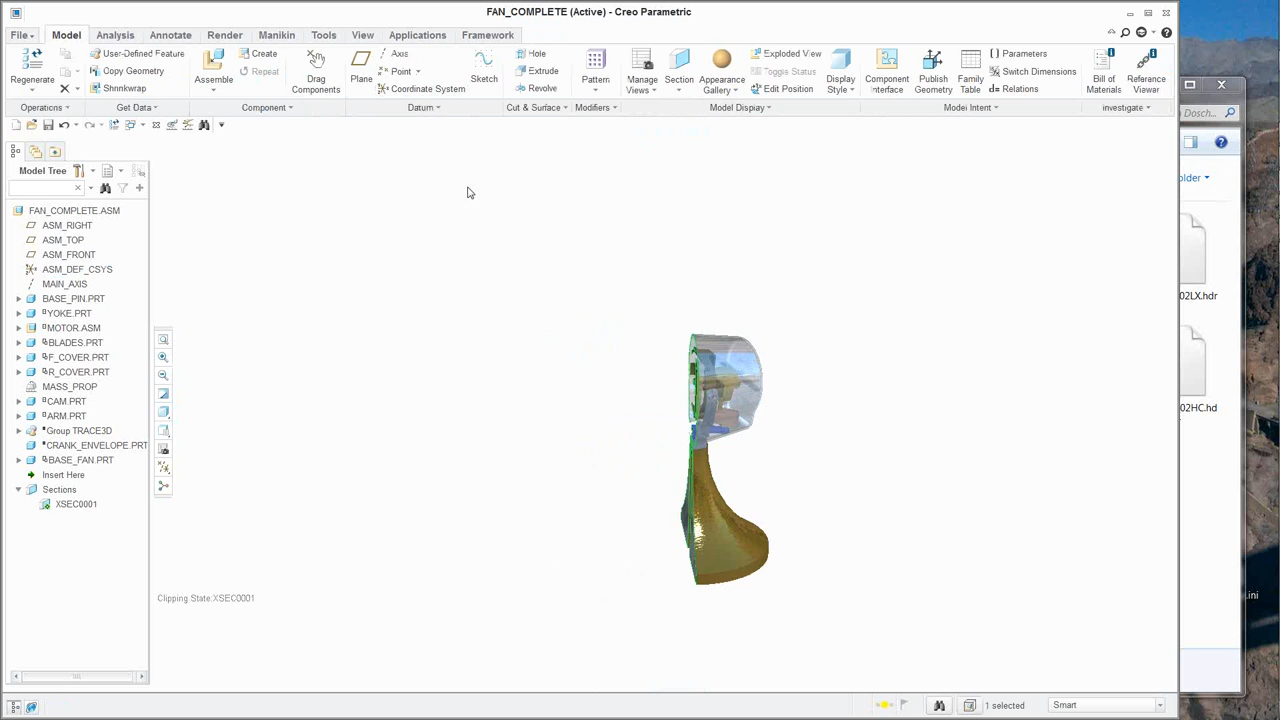 FAN_COMPLETE (Active) - Creo Parametric
File Model Analysis Annotate Render Manikin Tools View Applications Framework
Regenerate
User-Defined Feature
Copy Geometry
Shrinkwrap
Assemble
Create
Repeat
Drag
Components
Plane
Axis
Point
Coordinate System
Sketch
Hole
Extrude
Revolve
Pattern
Manage
Views
Section
Appearance
Gallery
Exploded View
Toggle Status
Edit Position
Display
Style
Component
Interface
Publish
Geometry
Family
Table
Parameters
Switch Dimensions
Relations
Bill of
Materials
Reference
Viewer
Operations Get Data Component Datum Cut & Surface Modifiers Model Display Model Intent investigate
Model Tree
FAN_COMPLETE.ASM
ASM_RIGHT
ASM_TOP
ASM_FRONT
ASM_DEF_CSYS
MAIN_AXIS
BASE_PIN.PRT
YOKE.PRT
MOTOR.ASM
BLADES.PRT
F_COVER.PRT
R_COVER.PRT
MASS_PROP
CAM.PRT
ARM.PRT
Group TRACE3D
CRANK_ENVELOPE.PRT
BASE_FAN.PRT
Insert Here
Sections
XSEC0001
Clipping State:XSEC0001
1 selected
Smart
Dosch...
older
02LX.hdr
02HC.hd
.ini